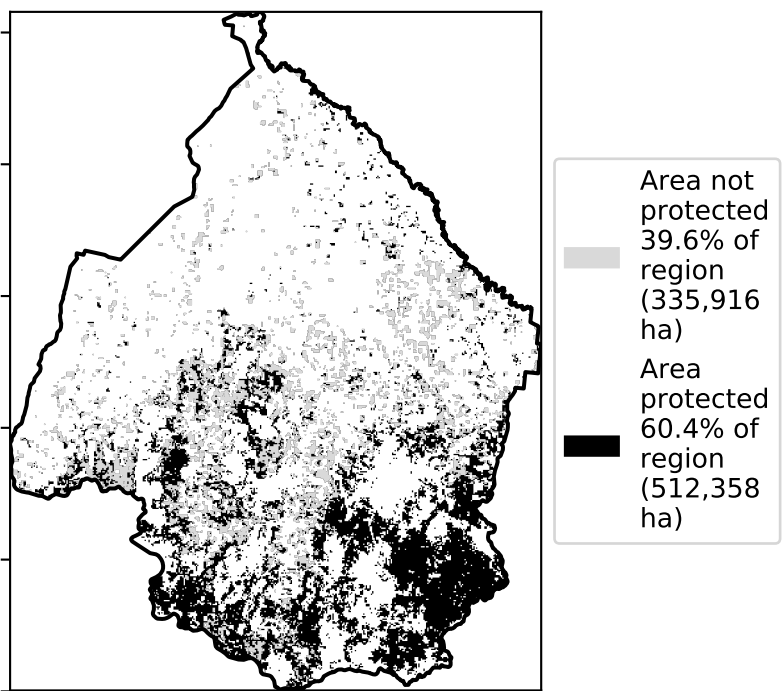 Area not
protected
39.6% of
region
(335,916
ha)
Area
protected
60.4% of
region
(512,358
ha)